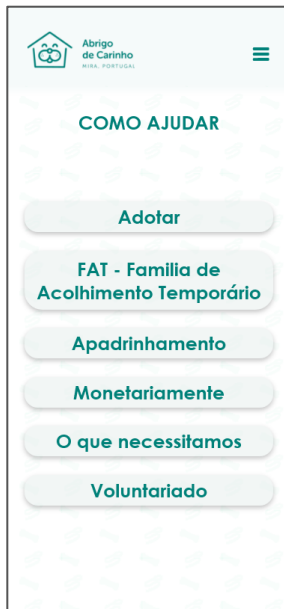 Abrigo
de Carinho
MIRA, PORTUGAL
COMO AJUDAR
Adotar
FAT - Familia de
Acolhimento Temporário
Apadrinhamento
Monetariamente
O que necessitamos
Voluntariado